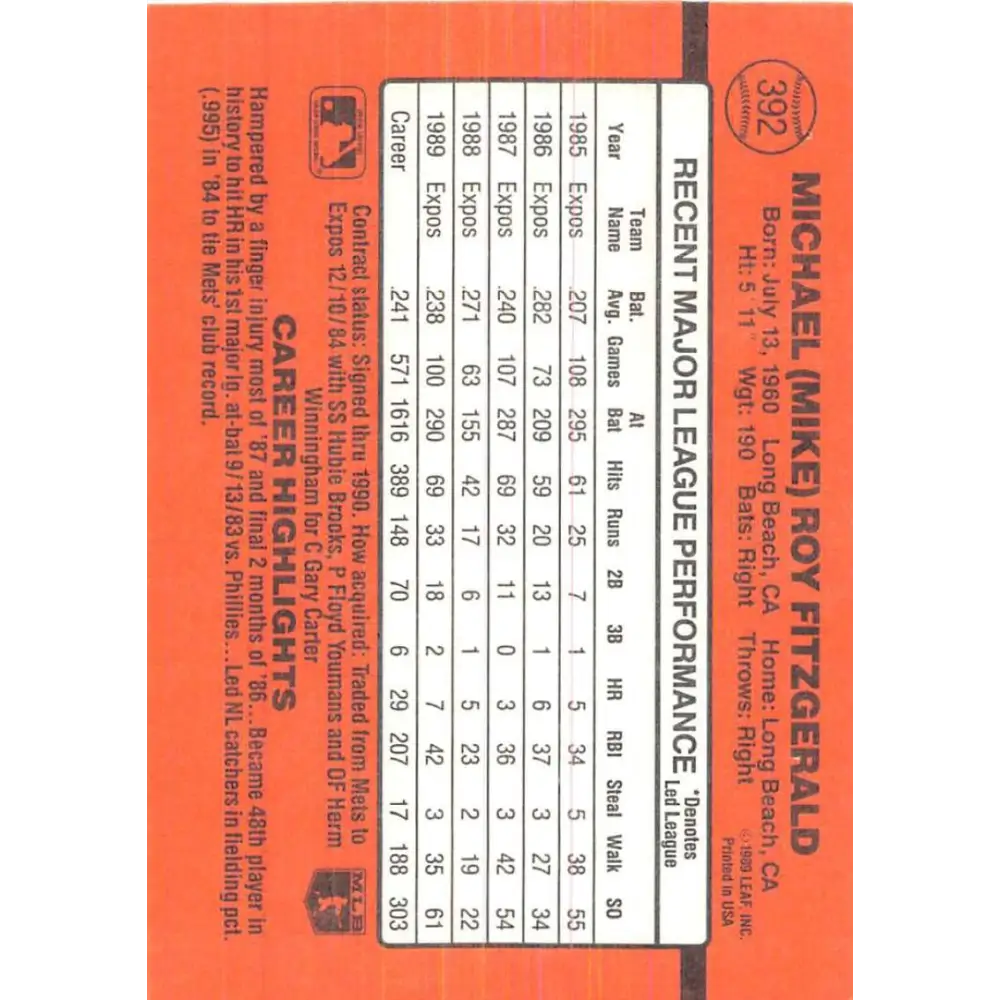 392
MICHAEL (MIKE) ROY FITZGERALD
Born: July 13, 1960 Long Beach, CA Home: Long Beach, CA
Ht: 5' 11" Wgt: 190 Bats: Right Throws: Right
© 1989 LEAF, INC.
Printed in USA
RECENT MAJOR LEAGUE PERFORMANCE
*Denotes
Led League
Year Team Name Bat. Avg. Games At Bat Hits Runs 2B 3B HR RBI Steal Walk SO
1985 Expos .207 108 295 61 25 7 1 5 34 5 38 55
1986 Expos .282 73 209 59 20 13 1 6 37 3 27 34
1987 Expos .240 107 287 69 32 11 0 3 36 3 42 54
1988 Expos .271 63 155 42 17 6 1 5 23 2 19 22
1989 Expos .238 100 290 69 33 18 2 7 42 3 35 61
Career .241 571 1616 389 148 70 6 29 207 17 188 303
Contract status: Signed thru 1990. How acquired: Traded from Mets to
Expos 12/10/84 with SS Hubie Brooks, P Floyd Youmans and OF Herm
Winningham for C Gary Carter
MLB
CAREER HIGHLIGHTS
Hampered by a finger injury most of '87 and final 2 months of '86...Became 48th player in
history to hit HR in his 1st major lg. at-bat 9/13/83 vs. Phillies...Led NL catchers in fielding pct.
(.995) in '84 to tie Mets' club record.